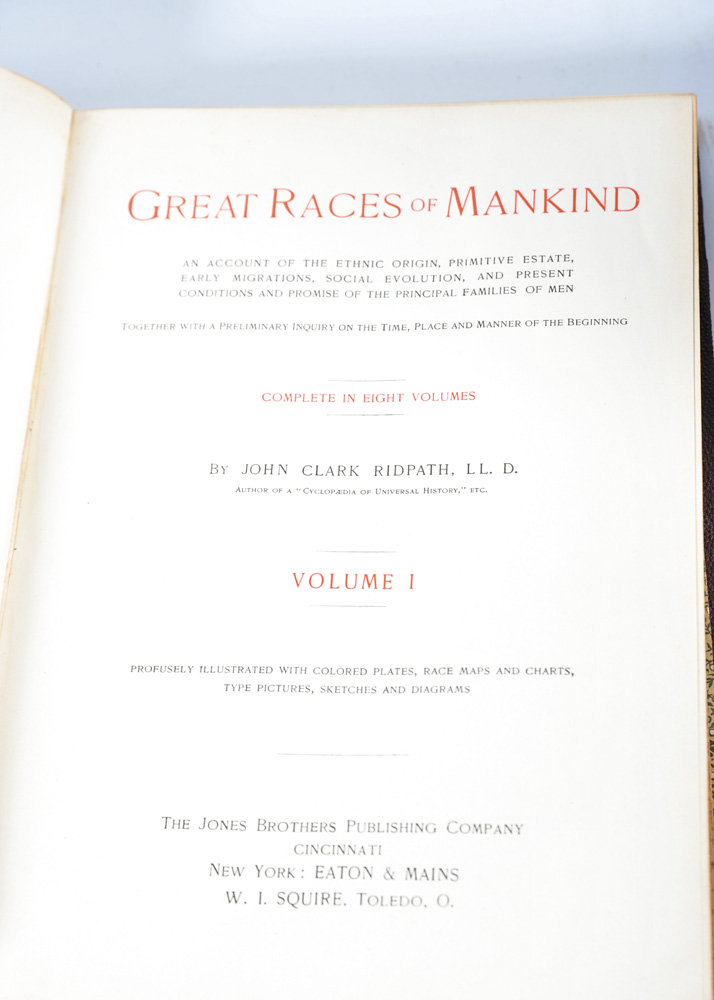 GREAT RACES OF MANKIND
AN ACCOUNT OF THE ETHNIC ORIGIN, PRIMITIVE ESTATE,
EARLY MIGRATIONS, SOCIAL EVOLUTION, AND PRESENT
CONDITIONS AND PROMISE OF THE PRINCIPAL FAMILIES OF MEN
TOGETHER WITH A PRELIMINARY INQUIRY ON THE TIME, PLACE AND MANNER OF THE BEGINNING
COMPLETE IN EIGHT VOLUMES
BY JOHN CLARK RIDPATH, LL. D.
AUTHOR OF A "CYCLOPÆDIA OF UNIVERSAL HISTORY," ETC.
VOLUME I
PROFUSELY ILLUSTRATED WITH COLORED PLATES, RACE MAPS AND CHARTS,
TYPE PICTURES, SKETCHES AND DIAGRAMS
THE JONES BROTHERS PUBLISHING COMPANY
CINCINNATI
NEW YORK: EATON & MAINS
W. I. SQUIRE, TOLEDO, O.